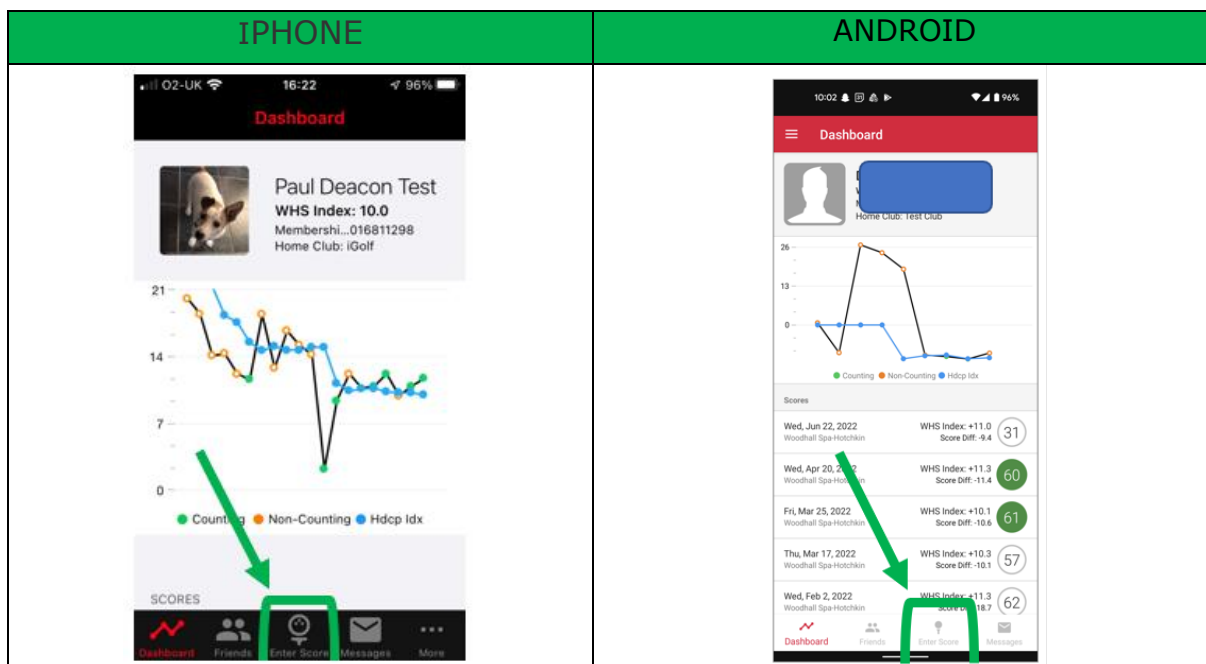 IPHONE
ANDROID
O2-UK 16:22 96%
Dashboard
Paul Deacon Test
WHS Index: 10.0
Membershi...016811298
Home Club: iGolf
21
14
7
0
Counting Non-Counting Hdcp Idx
SCORES
Dashboard Friends Enter Score Messages More
10:02 31 96%
Dashboard
Home Club: Test Club
26
13
0
Counting Non-Counting Hdcp Idx
Scores
Wed, Jun 22, 2022 WHS Index: +11.0
Woodhall Spa-Hotchkin Score Diff: -9.4 31
Wed, Apr 20, 2022 WHS Index: +11.3
Woodhall Spa-Hotchkin Score Diff: -11.4 60
Fri, Mar 25, 2022 WHS Index: +10.1
Woodhall Spa-Hotchkin Score Diff: -10.6 61
Thu, Mar 17, 2022 WHS Index: +10.3
Woodhall Spa-Hotchkin Score Diff: -10.1 57
Wed, Feb 2, 2022 WHS Index: +11.3
Woodhall Spa-Hotchkin Score 18.7 62
Dashboard Friends Enter Score Messages